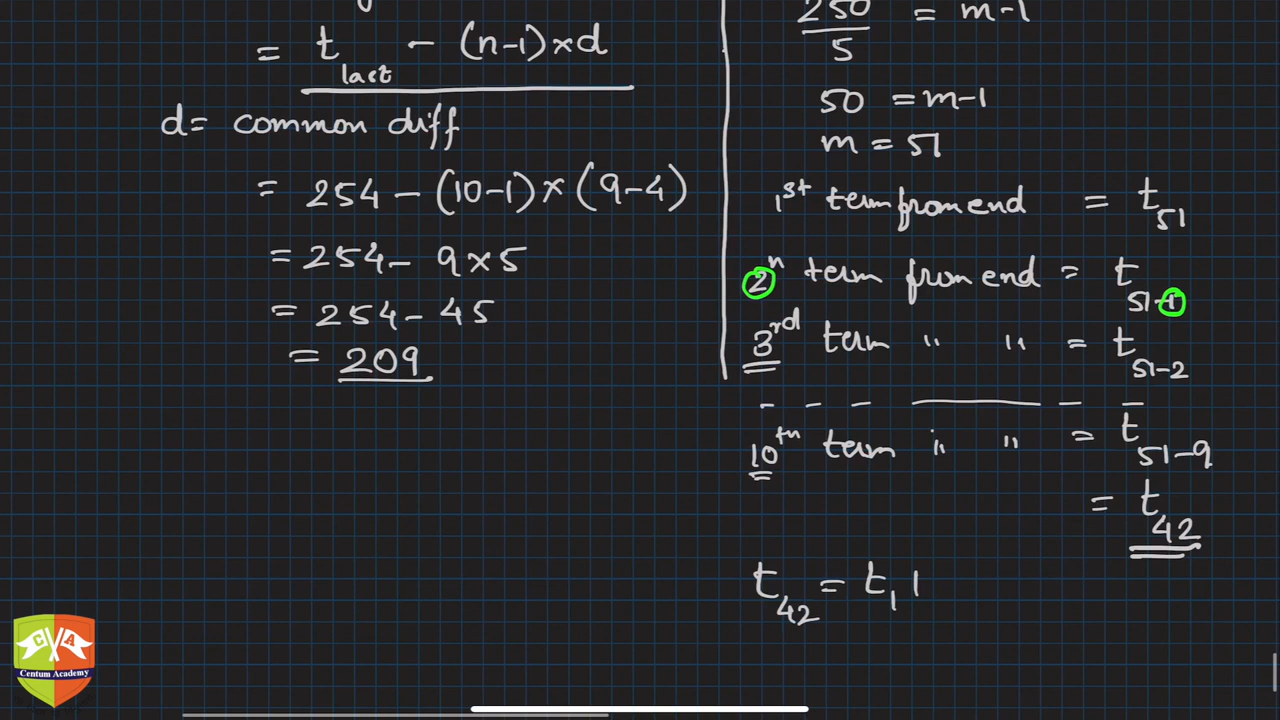 = t last - (n-1)×d
d= common diff
= 254 - (10-1)×(9-4)
= 254 - 9×5
= 254 - 45
= 209
250/5 = m-1
50 = m-1
m = 51
1st term from end = t51
2n term from end = t51-1
3rd term " " = t51-2
10th term " " = t51-9
= t42
t42 = t1
C A
Centum Academy